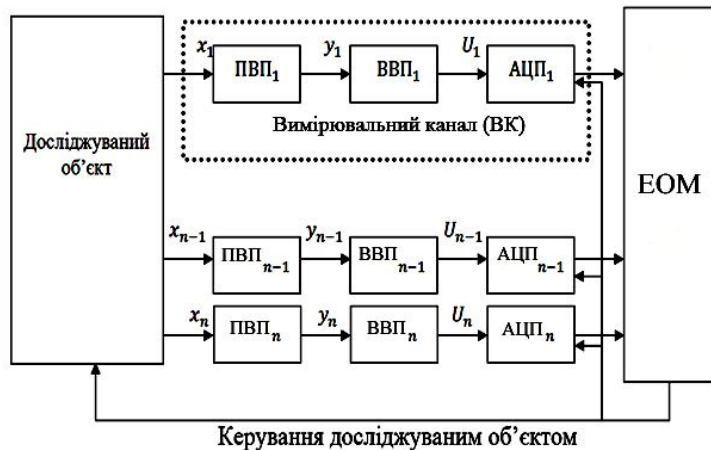 x₁ y₁ U₁
ПВП₁ ВВП₁ АЦП₁
Вимірювальний канал (ВК)
Досліджуваний
об’єкт
ЕОМ
xₙ₋₁ yₙ₋₁ Uₙ₋₁
ПВПₙ₋₁ ВВПₙ₋₁ АЦПₙ₋₁
xₙ yₙ Uₙ
ПВПₙ ВВПₙ АЦПₙ
Керування досліджуваним об’єктом